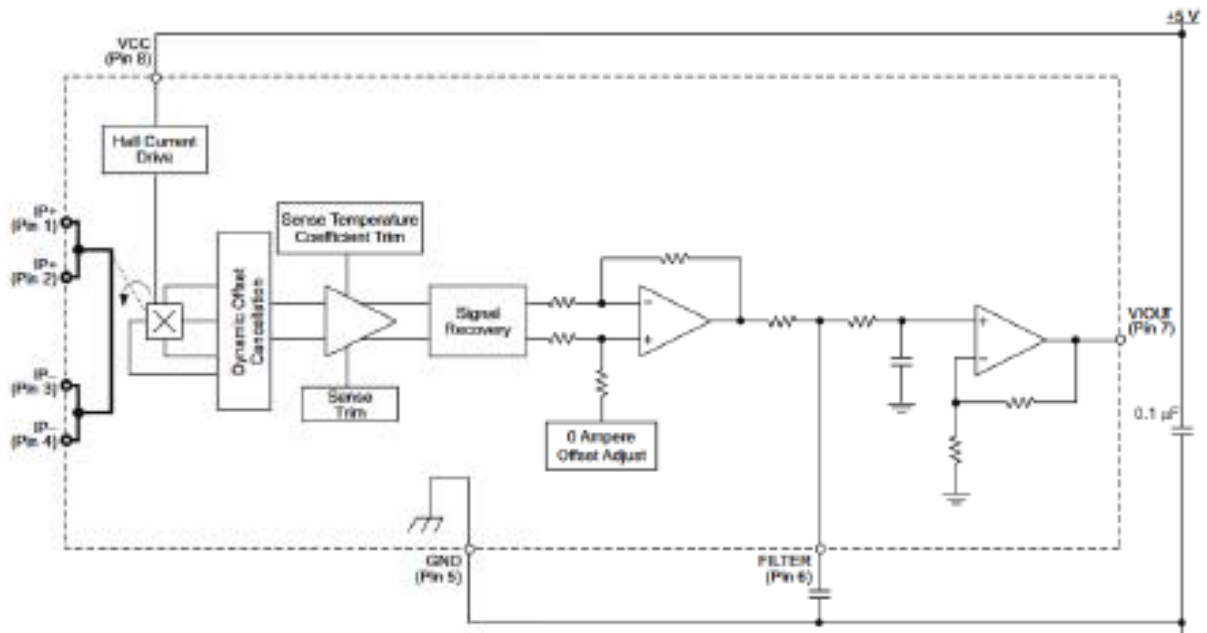 +5 V
VCC
(Pin 8)
Hall Current
Drive
IP+
(Pin 1)
IP+
(Pin 2)
IP−
(Pin 3)
IP−
(Pin 4)
Dynamic Offset
Cancellation
Sense Temperature
Coefficient Trim
Sense
Trim
Signal
Recovery
0 Ampere
Offset Adjust
−
+
+
−
VIOUT
(Pin 7)
0.1 µF
GND
(Pin 5)
FILTER
(Pin 6)